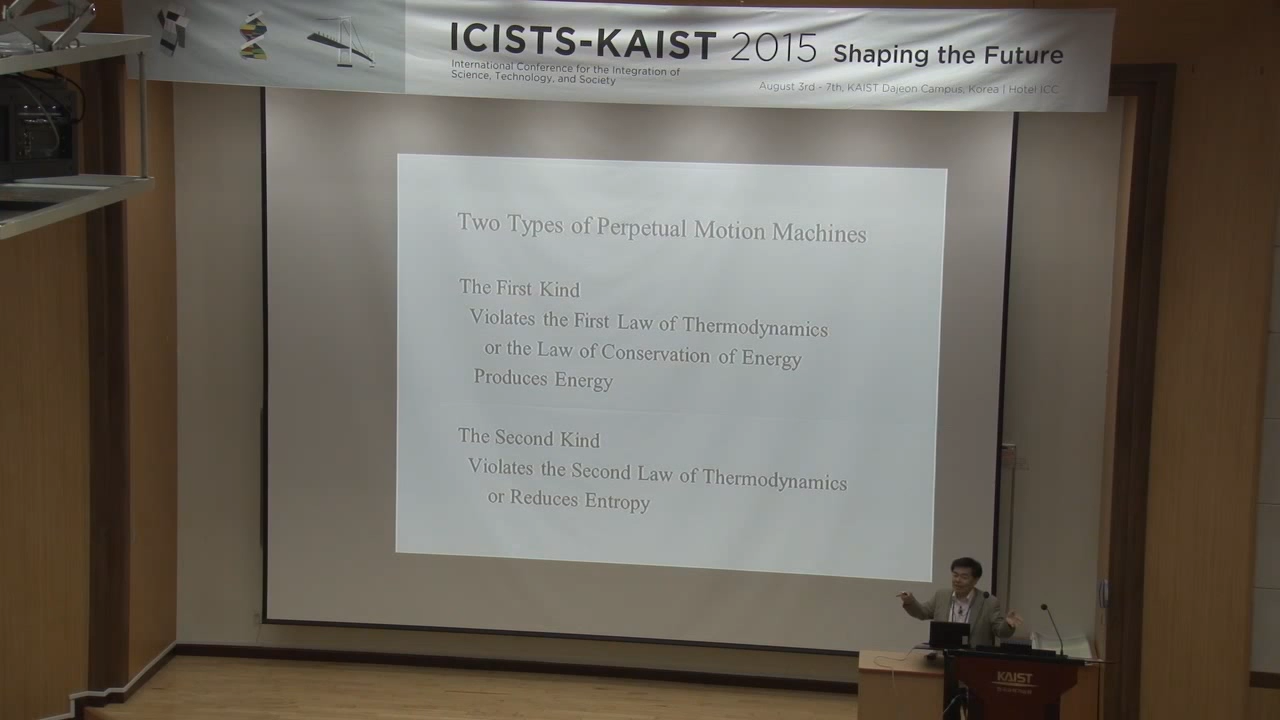 ICISTS-KAIST 2015 Shaping the Future
International Conference for the Integration of
Science, Technology, and Society
August 3rd - 7th, KAIST Dajeon Campus, Korea | Hotel ICC
Two Types of Perpetual Motion Machines
The First Kind
Violates the First Law of Thermodynamics
or the Law of Conservation of Energy
Produces Energy
The Second Kind
Violates the Second Law of Thermodynamics
or Reduces Entropy
KAIST